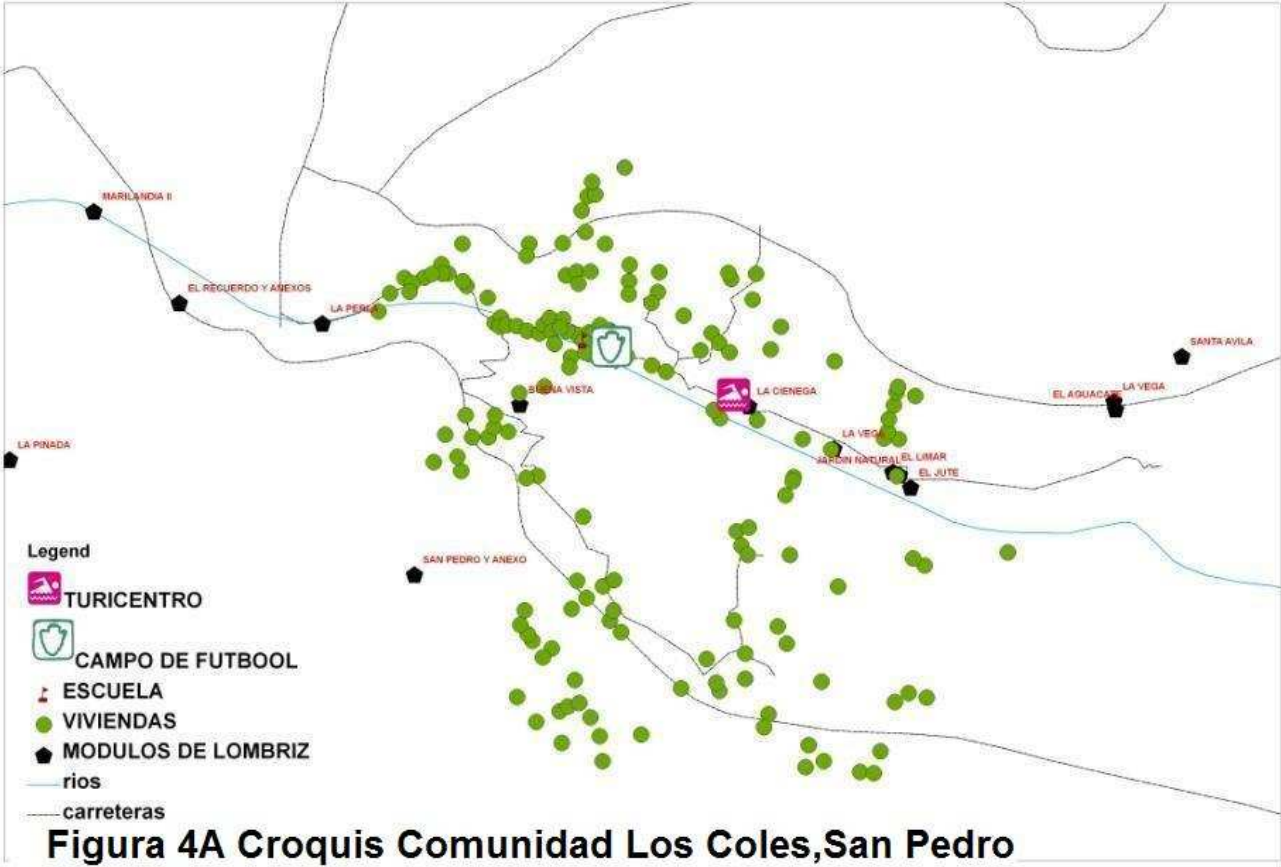 MARILANDIA II
EL RECUERDO Y ANEXOS
LA PERLA
SANTA AVILA
BUENA VISTA
LA CIENEGA
LA VEGA
EL AGUACATE
LA VEGA
LA PINADA
JARDIN NATURAL
EL LIMAR
EL JUTE
SAN PEDRO Y ANEXO
Legend
TURICENTRO
CAMPO DE FUTBOOL
ESCUELA
VIVIENDAS
MODULOS DE LOMBRIZ
rios
carreteras
Figura 4A Croquis Comunidad Los Coles,San Pedro